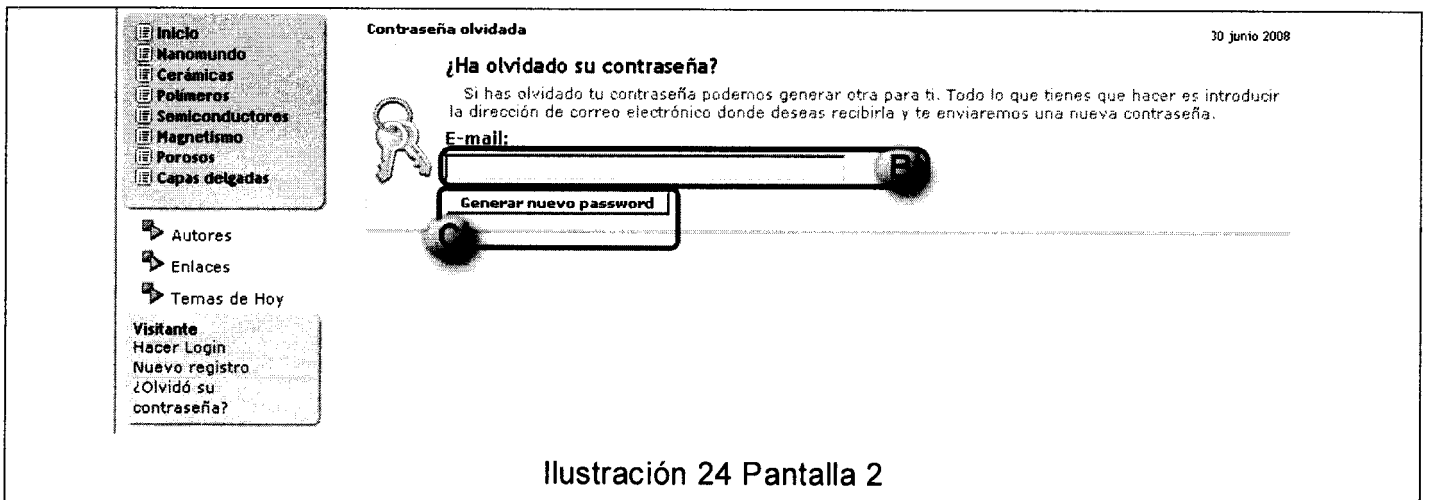 Inicio
Nanomundo
Cerámicas
Polímeros
Semiconductores
Magnetismo
Porosos
Capas delgadas
Autores
Enlaces
Temas de Hoy
Visitante
Hacer Login
Nuevo registro
¿Olvidó su
contraseña?
Contraseña olvidada
30 junio 2008
¿Ha olvidado su contraseña?
Si has olvidado tu contraseña podemos generar otra para ti. Todo lo que tienes que hacer es introducir
la dirección de correo electrónico donde deseas recibirla y te enviaremos una nueva contraseña.
E-mail:
B
Generar nuevo password
C
Ilustración 24 Pantalla 2